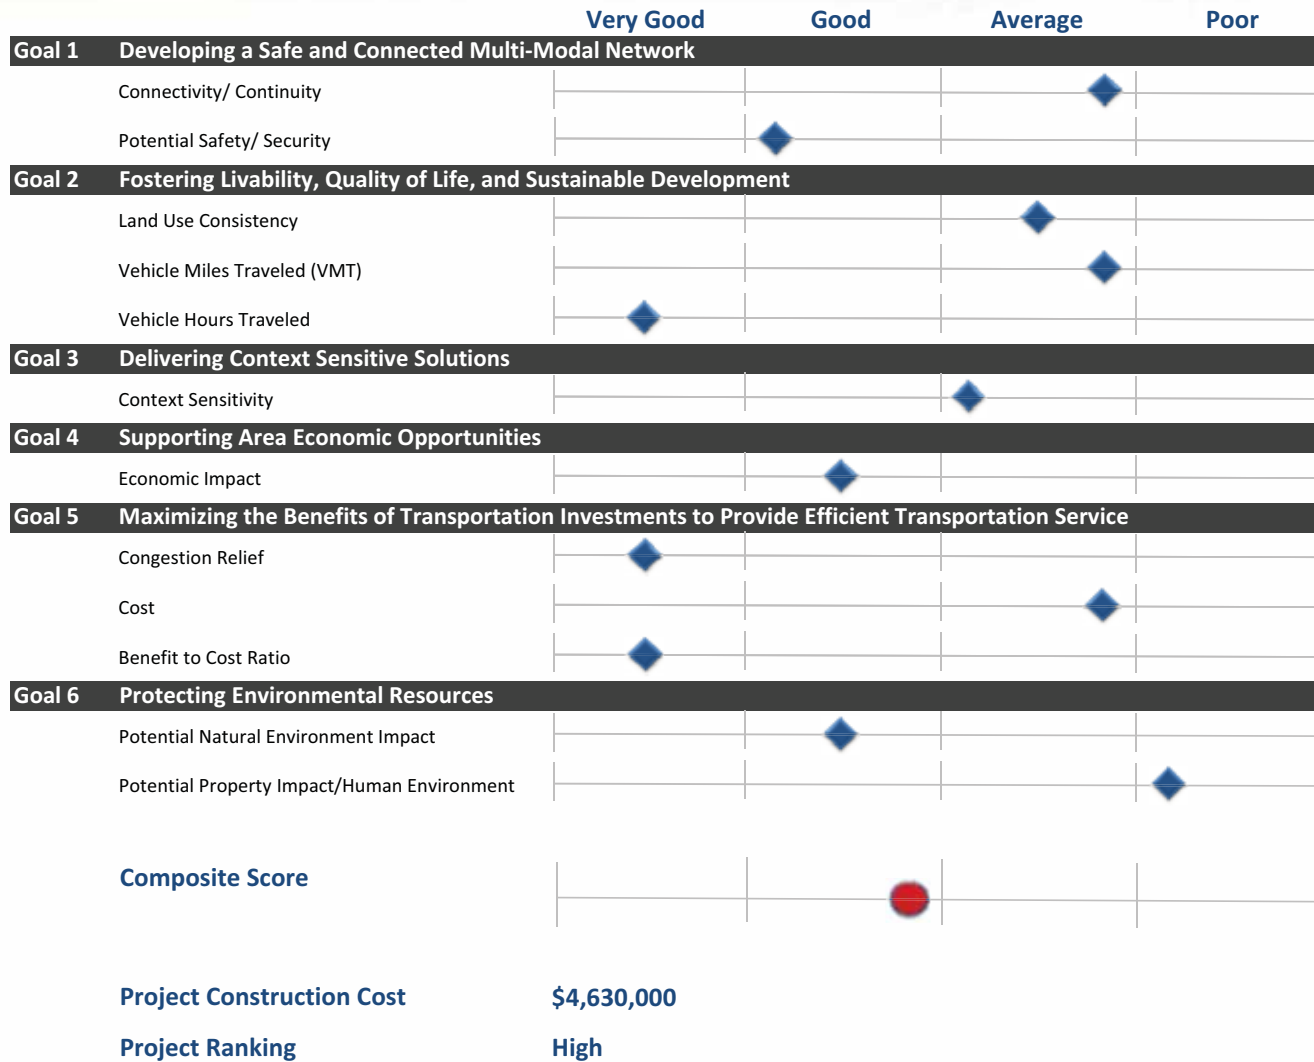 Very Good Good Average Poor
Goal 1 Developing a Safe and Connected Multi-Modal Network
Connectivity/ Continuity
Potential Safety/ Security
Goal 2 Fostering Livability, Quality of Life, and Sustainable Development
Land Use Consistency
Vehicle Miles Traveled (VMT)
Vehicle Hours Traveled
Goal 3 Delivering Context Sensitive Solutions
Context Sensitivity
Goal 4 Supporting Area Economic Opportunities
Economic Impact
Goal 5 Maximizing the Benefits of Transportation Investments to Provide Efficient Transportation Service
Congestion Relief
Cost
Benefit to Cost Ratio
Goal 6 Protecting Environmental Resources
Potential Natural Environment Impact
Potential Property Impact/Human Environment
Composite Score
Project Construction Cost $4,630,000
Project Ranking High